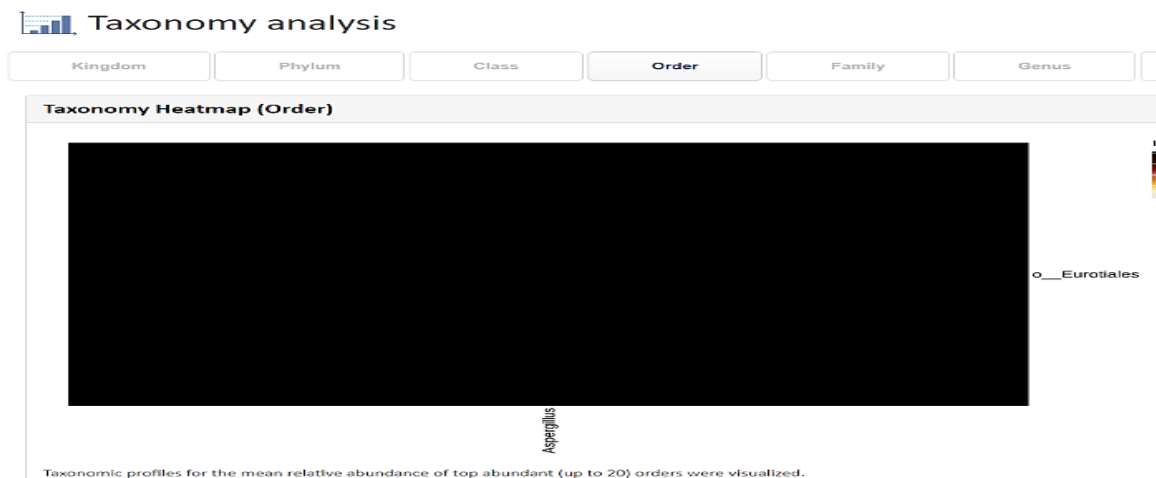 Taxonomy analysis
Kingdom Phylum Class Order Family Genus
Taxonomy Heatmap (Order)
o__Eurotiales
Aspergillus
Taxonomic profiles for the mean relative abundance of top abundant (up to 20) orders were visualized.